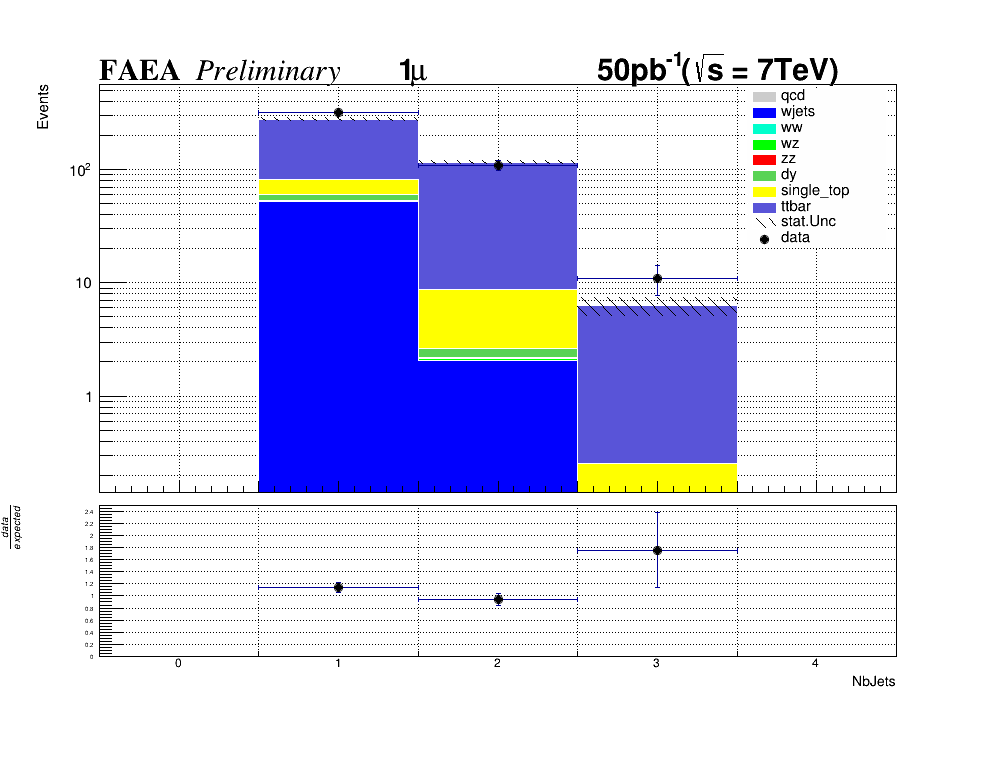 FAEA Preliminary 1μ 50pb⁻¹(√s = 7TeV)
Events
qcd
wjets
ww
wz
zz
dy
single_top
ttbar
stat.Unc
data
10²
10
1
data
expected
2.4
2.2
2
1.8
1.6
1.4
1.2
1
0.8
0.6
0.4
0.2
0
0 1 2 3 4
NbJets